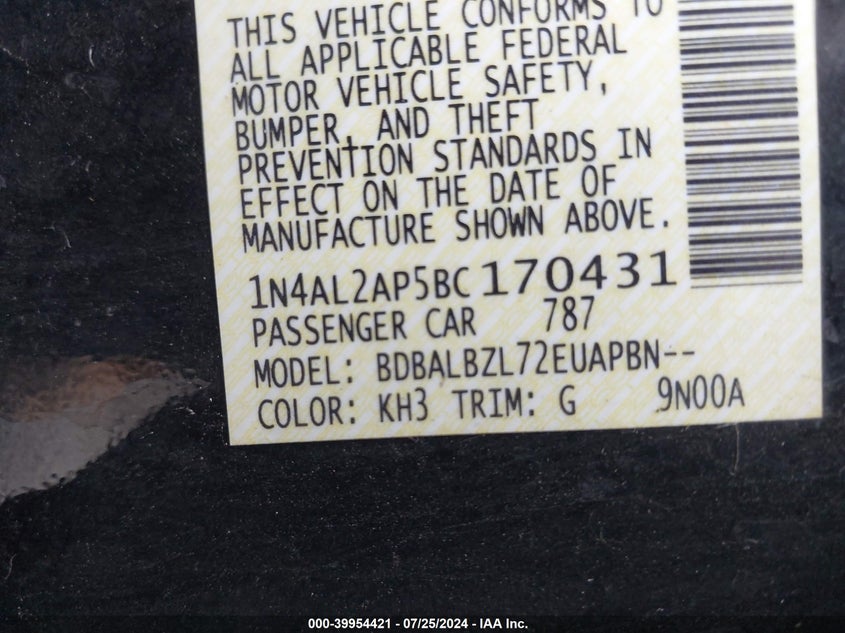 THIS VEHICLE CONFORMS TO
ALL APPLICABLE FEDERAL
MOTOR VEHICLE SAFETY,
BUMPER, AND THEFT
PREVENTION STANDARDS IN
EFFECT ON THE DATE OF
MANUFACTURE SHOWN ABOVE.
1N4AL2AP5BC170431
PASSENGER CAR 787
MODEL: BDBALBZL72EUAPBN--
COLOR: KH3 TRIM: G 9N00A
000-39954421 - 07/25/2024 - IAA Inc.